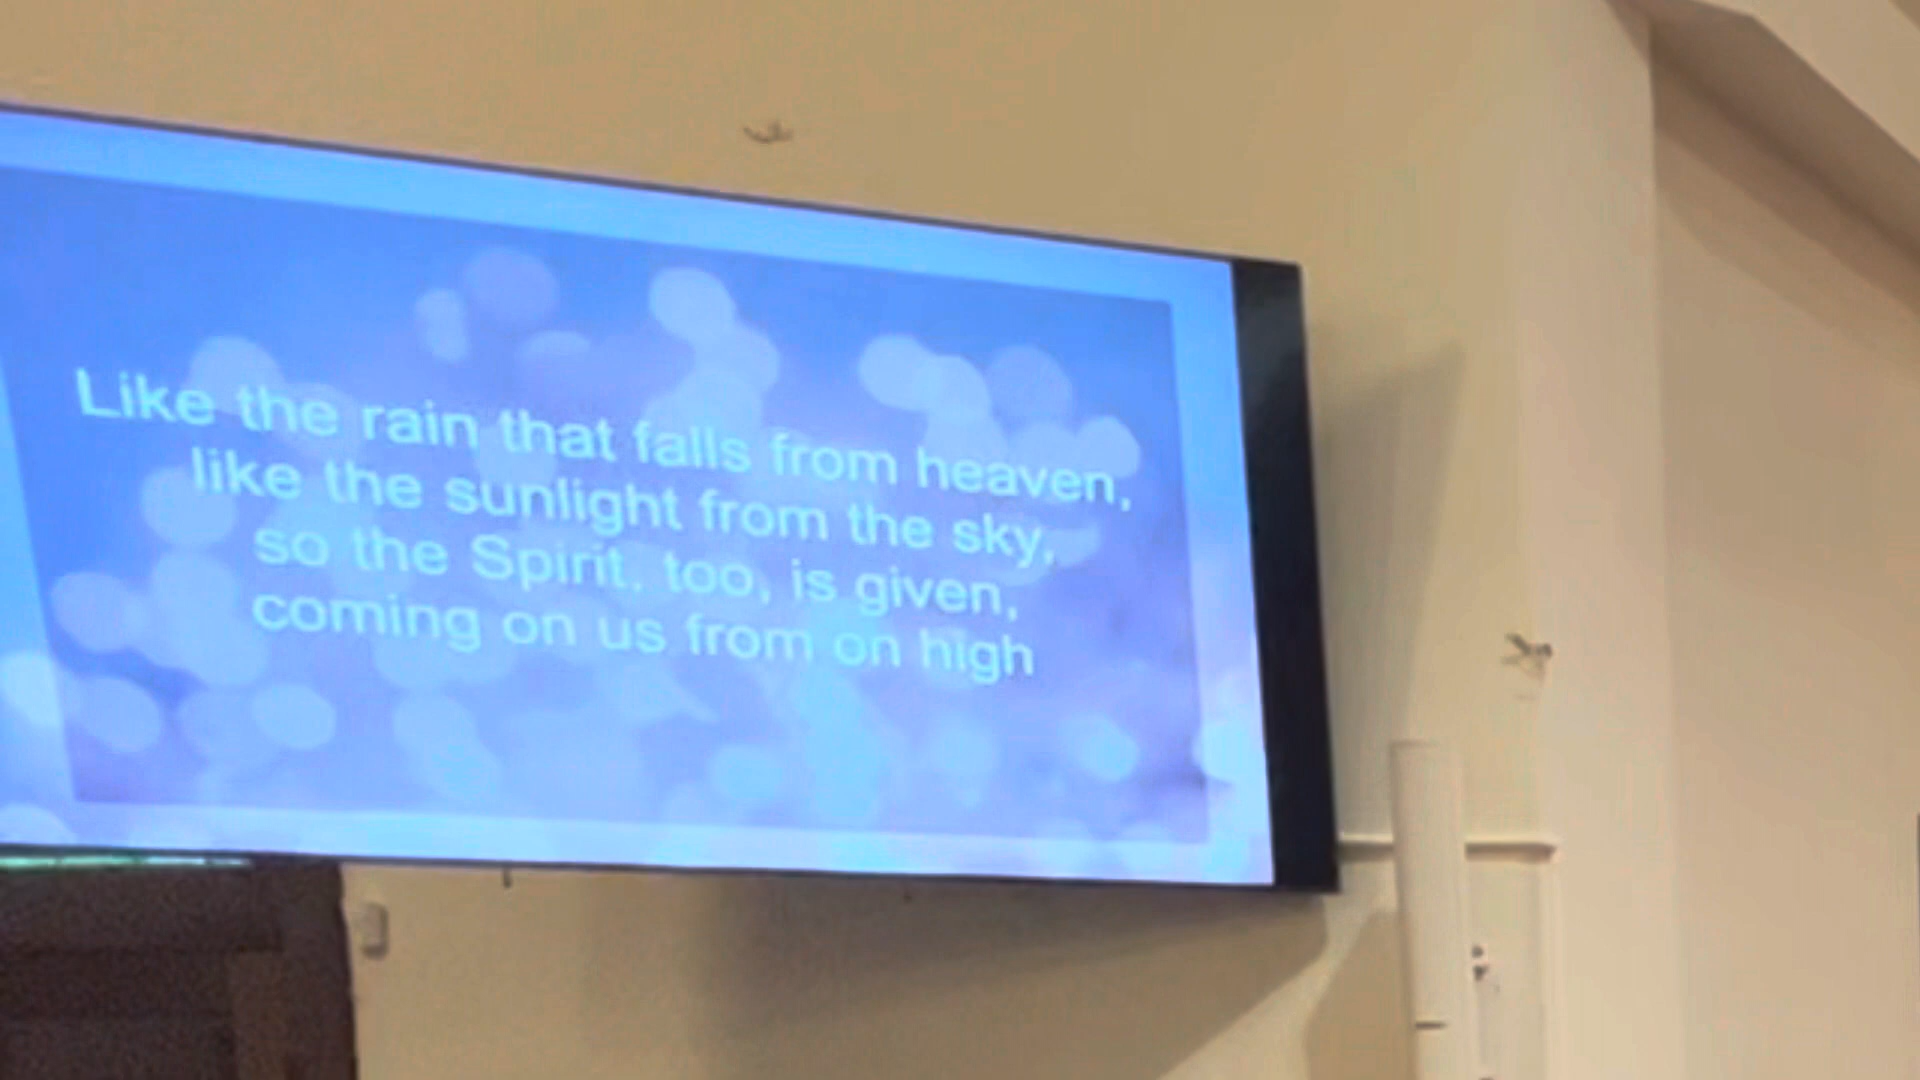 Like the rain that falls from heaven,
like the sunlight from the sky,
so the Spirit, too, is given,
coming on us from on high